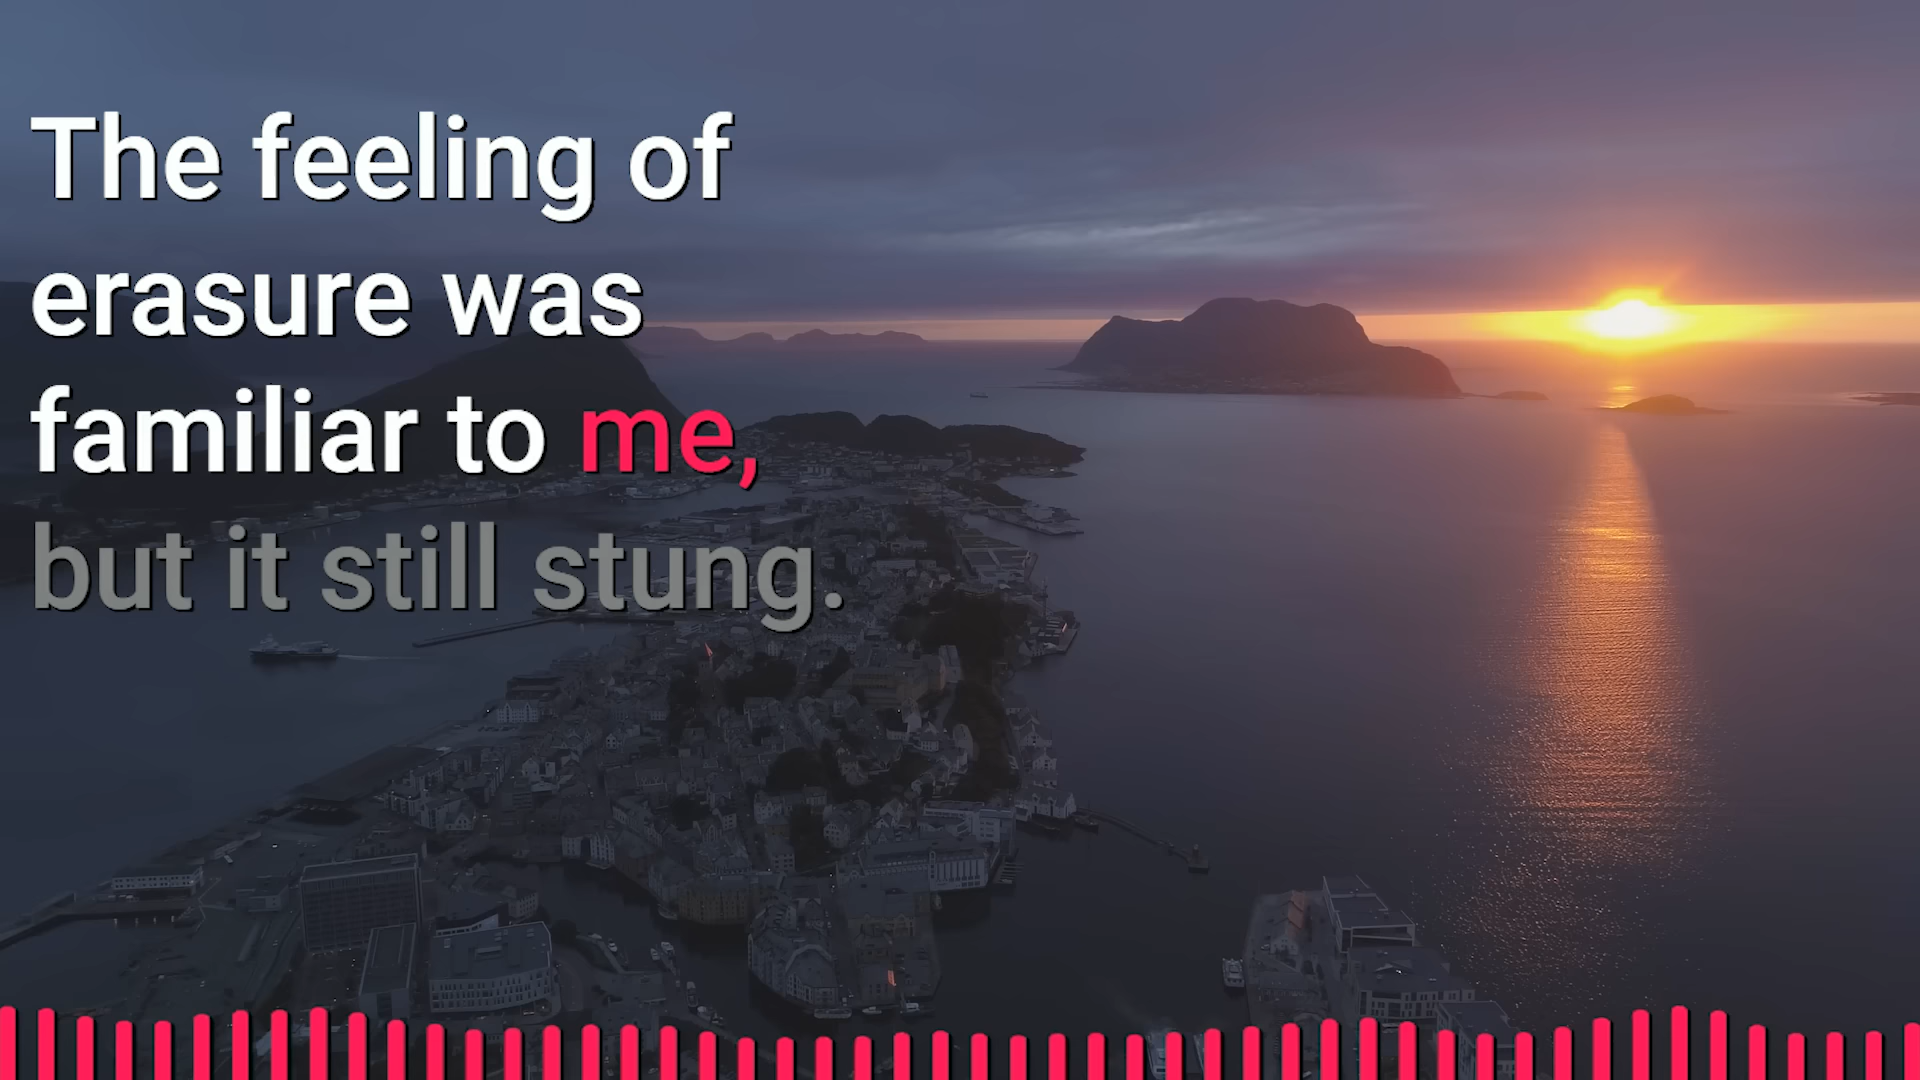 The feeling of
erasure was
familiar to me,
but it still stung.